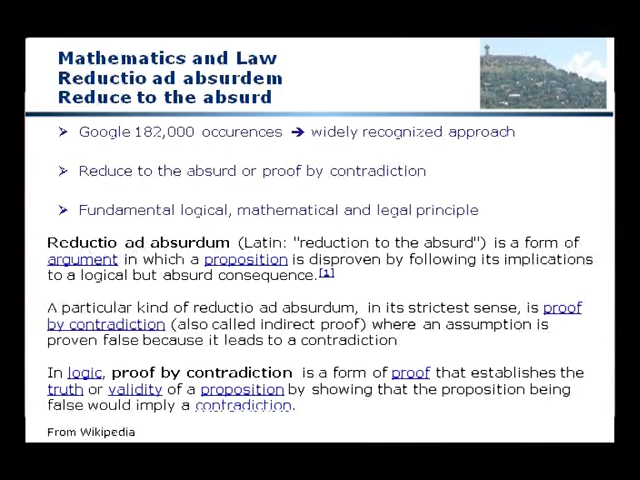 Mathematics and Law
Reductio ad absurdem
Reduce to the absurd
➢ Google 182,000 occurences ➔ widely recognized approach
➢ Reduce to the absurd or proof by contradiction
➢ Fundamental logical, mathematical and legal principle
Reductio ad absurdum (Latin: "reduction to the absurd") is a form of
argument in which a proposition is disproven by following its implications
to a logical but absurd consequence.[1]
A particular kind of reductio ad absurdum, in its strictest sense, is proof
by contradiction (also called indirect proof) where an assumption is
proven false because it leads to a contradiction
In logic, proof by contradiction is a form of proof that establishes the
truth or validity of a proposition by showing that the proposition being
false would imply a contradiction.
From Wikipedia